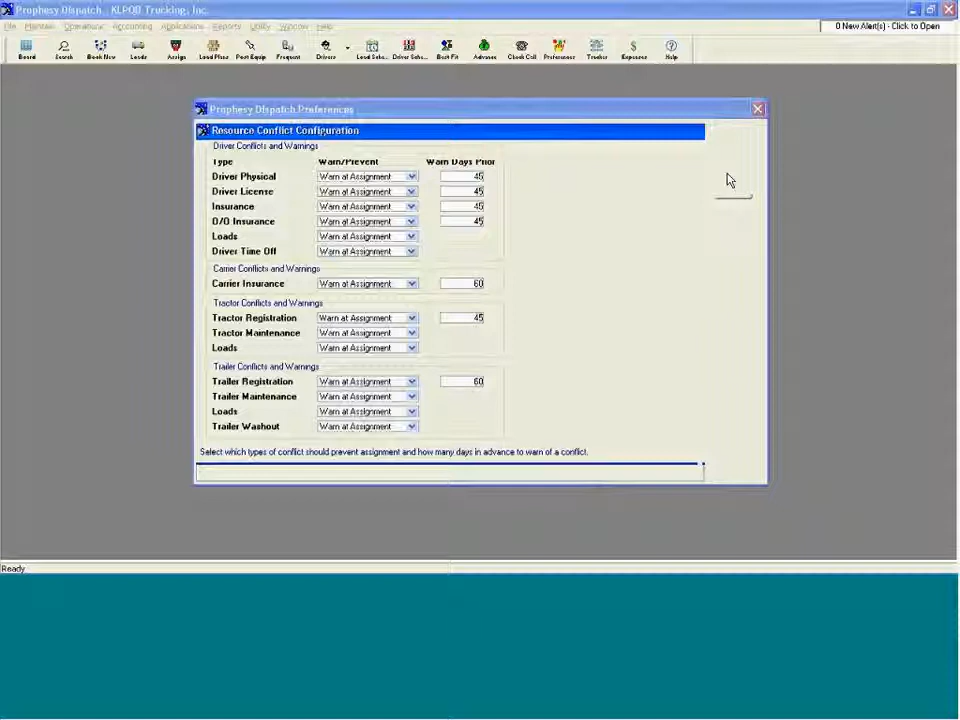 Prophesy Dispatch - KLPOD Trucking, Inc.
File Maintain Operations Accounting Applications Reports Utility Window Help
0 New Alert(s) - Click to Open
Board Search Book Now Loads Assign Load Plans Post Equip Frequent Drivers Load Sche... Driver Sche... Best Fit Advance Check Call Preferences Tracker Expenses Help
Prophesy Dispatch Preferences
Resource Conflict Configuration
Driver Conflicts and Warnings
Type Warn/Prevent Warn Days Prior
Driver Physical Warn at Assignment 45
Driver License Warn at Assignment 45
Insurance Warn at Assignment 45
O/O Insurance Warn at Assignment 45
Loads Warn at Assignment
Driver Time Off Warn at Assignment
Carrier Conflicts and Warnings
Carrier Insurance Warn at Assignment 60
Tractor Conflicts and Warnings
Tractor Registration Warn at Assignment 45
Tractor Maintenance Warn at Assignment
Loads Warn at Assignment
Trailer Conflicts and Warnings
Trailer Registration Warn at Assignment 60
Trailer Maintenance Warn at Assignment
Loads Warn at Assignment
Trailer Washout Warn at Assignment
Select which types of conflict should prevent assignment and how many days in advance to warn of a conflict.
Ready